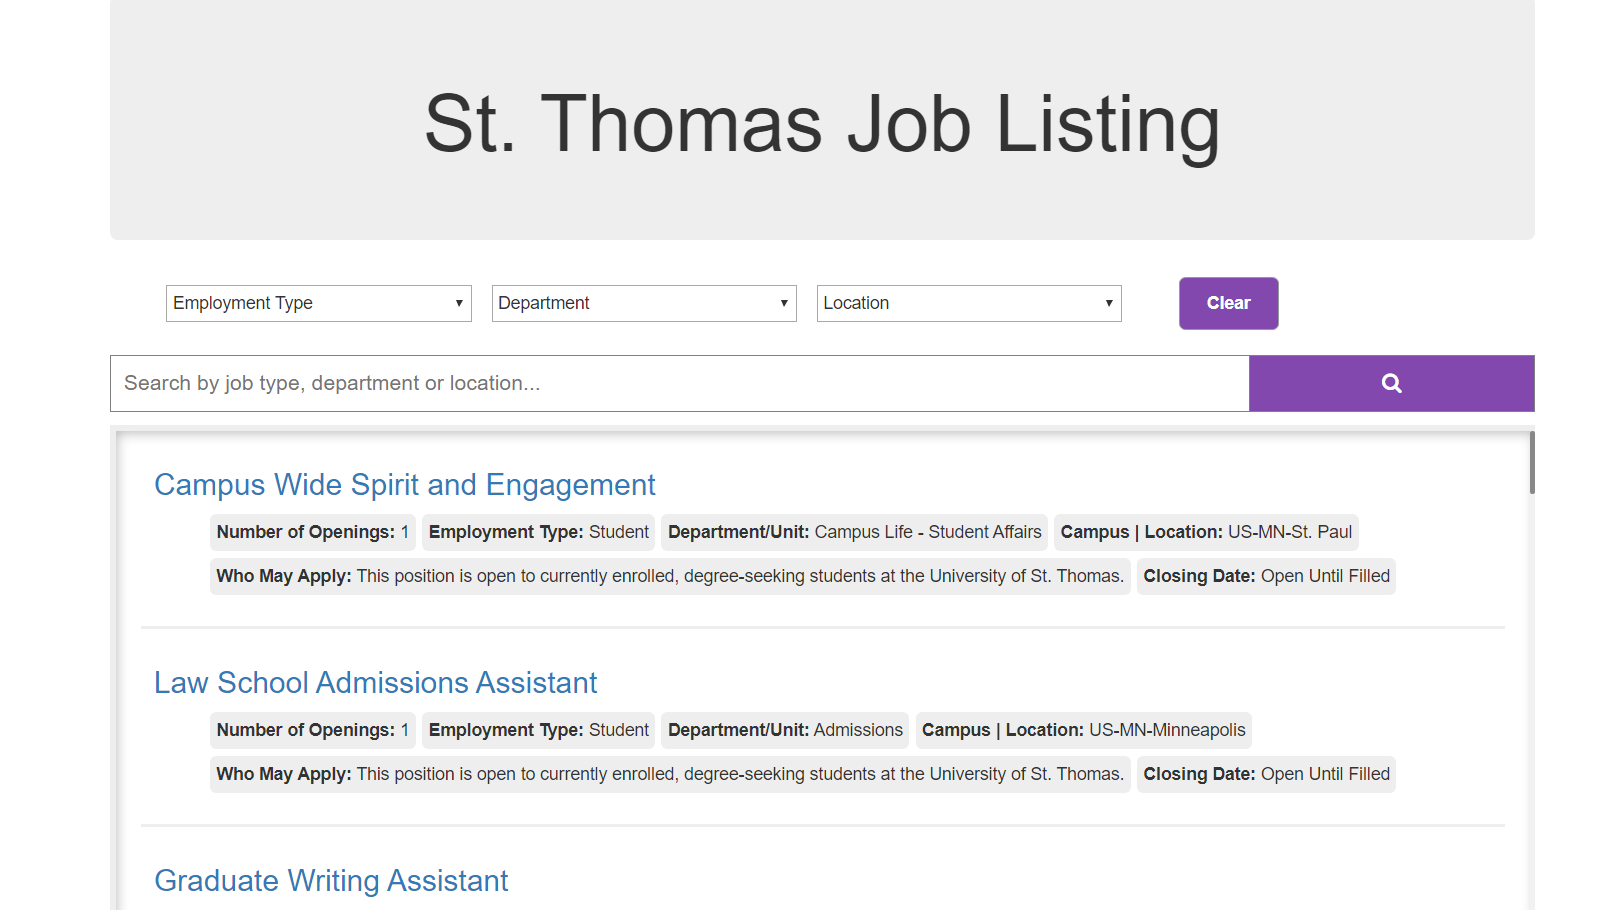 St. Thomas Job Listing
Employment Type Department Location Clear
Search by job type, department or location...
Campus Wide Spirit and Engagement
Number of Openings: 1 Employment Type: Student Department/Unit: Campus Life - Student Affairs Campus | Location: US-MN-St. Paul
Who May Apply: This position is open to currently enrolled, degree-seeking students at the University of St. Thomas. Closing Date: Open Until Filled
Law School Admissions Assistant
Number of Openings: 1 Employment Type: Student Department/Unit: Admissions Campus | Location: US-MN-Minneapolis
Who May Apply: This position is open to currently enrolled, degree-seeking students at the University of St. Thomas. Closing Date: Open Until Filled
Graduate Writing Assistant